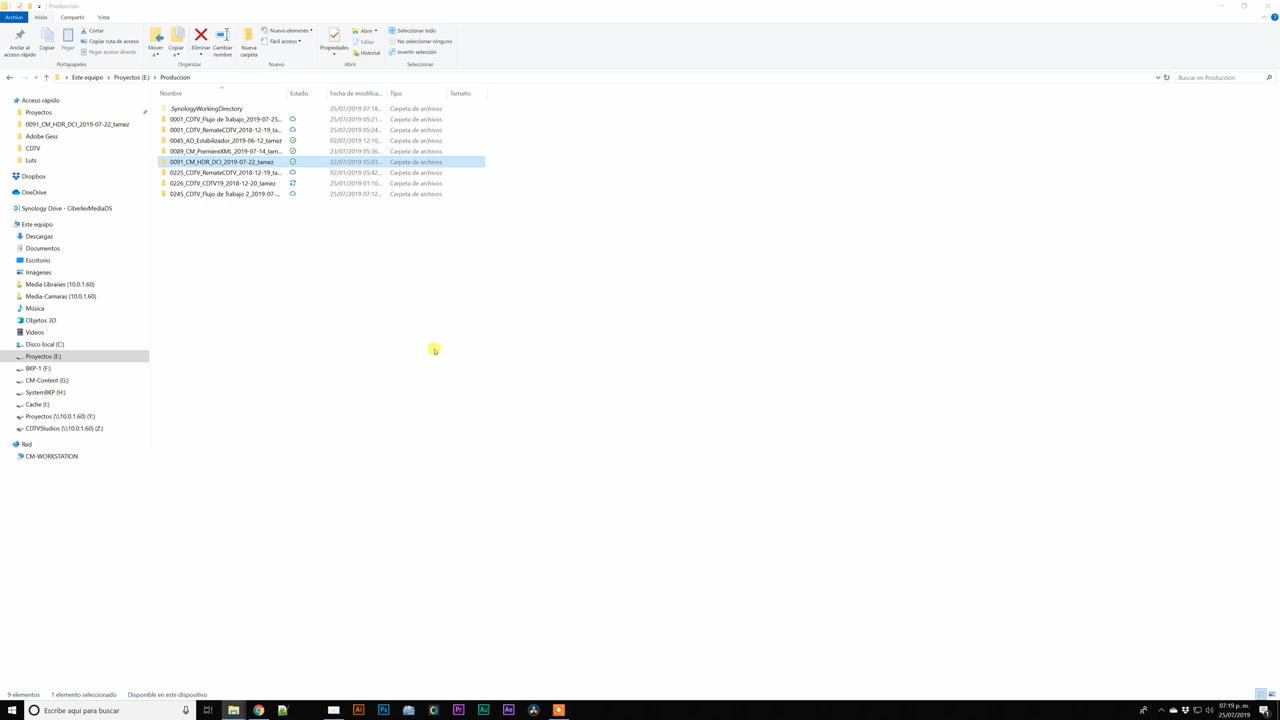 Produccion
Archivo Inicio Compartir Vista
Anclar al acceso rápido
Copiar
Pegar
Cortar
Copiar ruta de acceso
Pegar acceso directo
Portapapeles
Mover a
Copiar a
Eliminar
Cambiar nombre
Organizar
Nueva carpeta
Nuevo elemento
Fácil acceso
Nuevo
Propiedades
Abrir
Editar
Historial
Abrir
Seleccionar todo
No seleccionar ninguno
Invertir selección
Seleccionar
Este equipo > Proyectos (E:) > Produccion
Buscar en Produccion
Nombre Estado Fecha de modifica... Tipo Tamaño
.SynologyWorkingDirectory 25/07/2019 07:18... Carpeta de archivos
0001_CDTV_Flujo de Trabajo_2019-07-25... 25/07/2019 05:21... Carpeta de archivos
0001_CDTV_RemateCDTV_2018-12-19_ta... 25/07/2019 05:24... Carpeta de archivos
0045_AD_Estabilizador_2019-06-12_tamez 02/07/2019 12:10... Carpeta de archivos
0089_CM_PremiereXML_2019-07-14_tam... 23/07/2019 05:36... Carpeta de archivos
0091_CM_HDR_DCI_2019-07-22_tamez 22/07/2019 05:03... Carpeta de archivos
0225_CDTV_RemateCDTV_2018-12-19_ta... 02/01/2019 05:42... Carpeta de archivos
0226_CDTV_CDTV19_2018-12-20_tamez 25/01/2019 01:10... Carpeta de archivos
0245_CDTV_Flujo de Trabajo 2_2019-07-... 25/07/2019 07:12... Carpeta de archivos
Acceso rápido
Proyectos
0091_CM_HDR_DCI_2019-07-22_tamez
Adobe Gess
CDTV
Luts
Dropbox
OneDrive
Synology Drive - CiberlexMediaDS
Este equipo
Descargas
Documentos
Escritorio
Imágenes
Media Libraries (10.0.1.60)
Media-Camaras (10.0.1.60)
Música
Objetos 3D
Vídeos
Disco local (C:)
Proyectos (E:)
BKP-1 (F:)
CM-Content (G:)
SystemBKP (H:)
Cache (I:)
Proyectos (\\10.0.1.60) (Y:)
CDTVStudios (\\10.0.1.60) (Z:)
Red
CM-WORKSTATION
9 elementos 1 elemento seleccionado Disponible en este dispositivo
Escribe aquí para buscar
Ai Ps Pr Au Ae
07:19 p. m.
25/07/2019